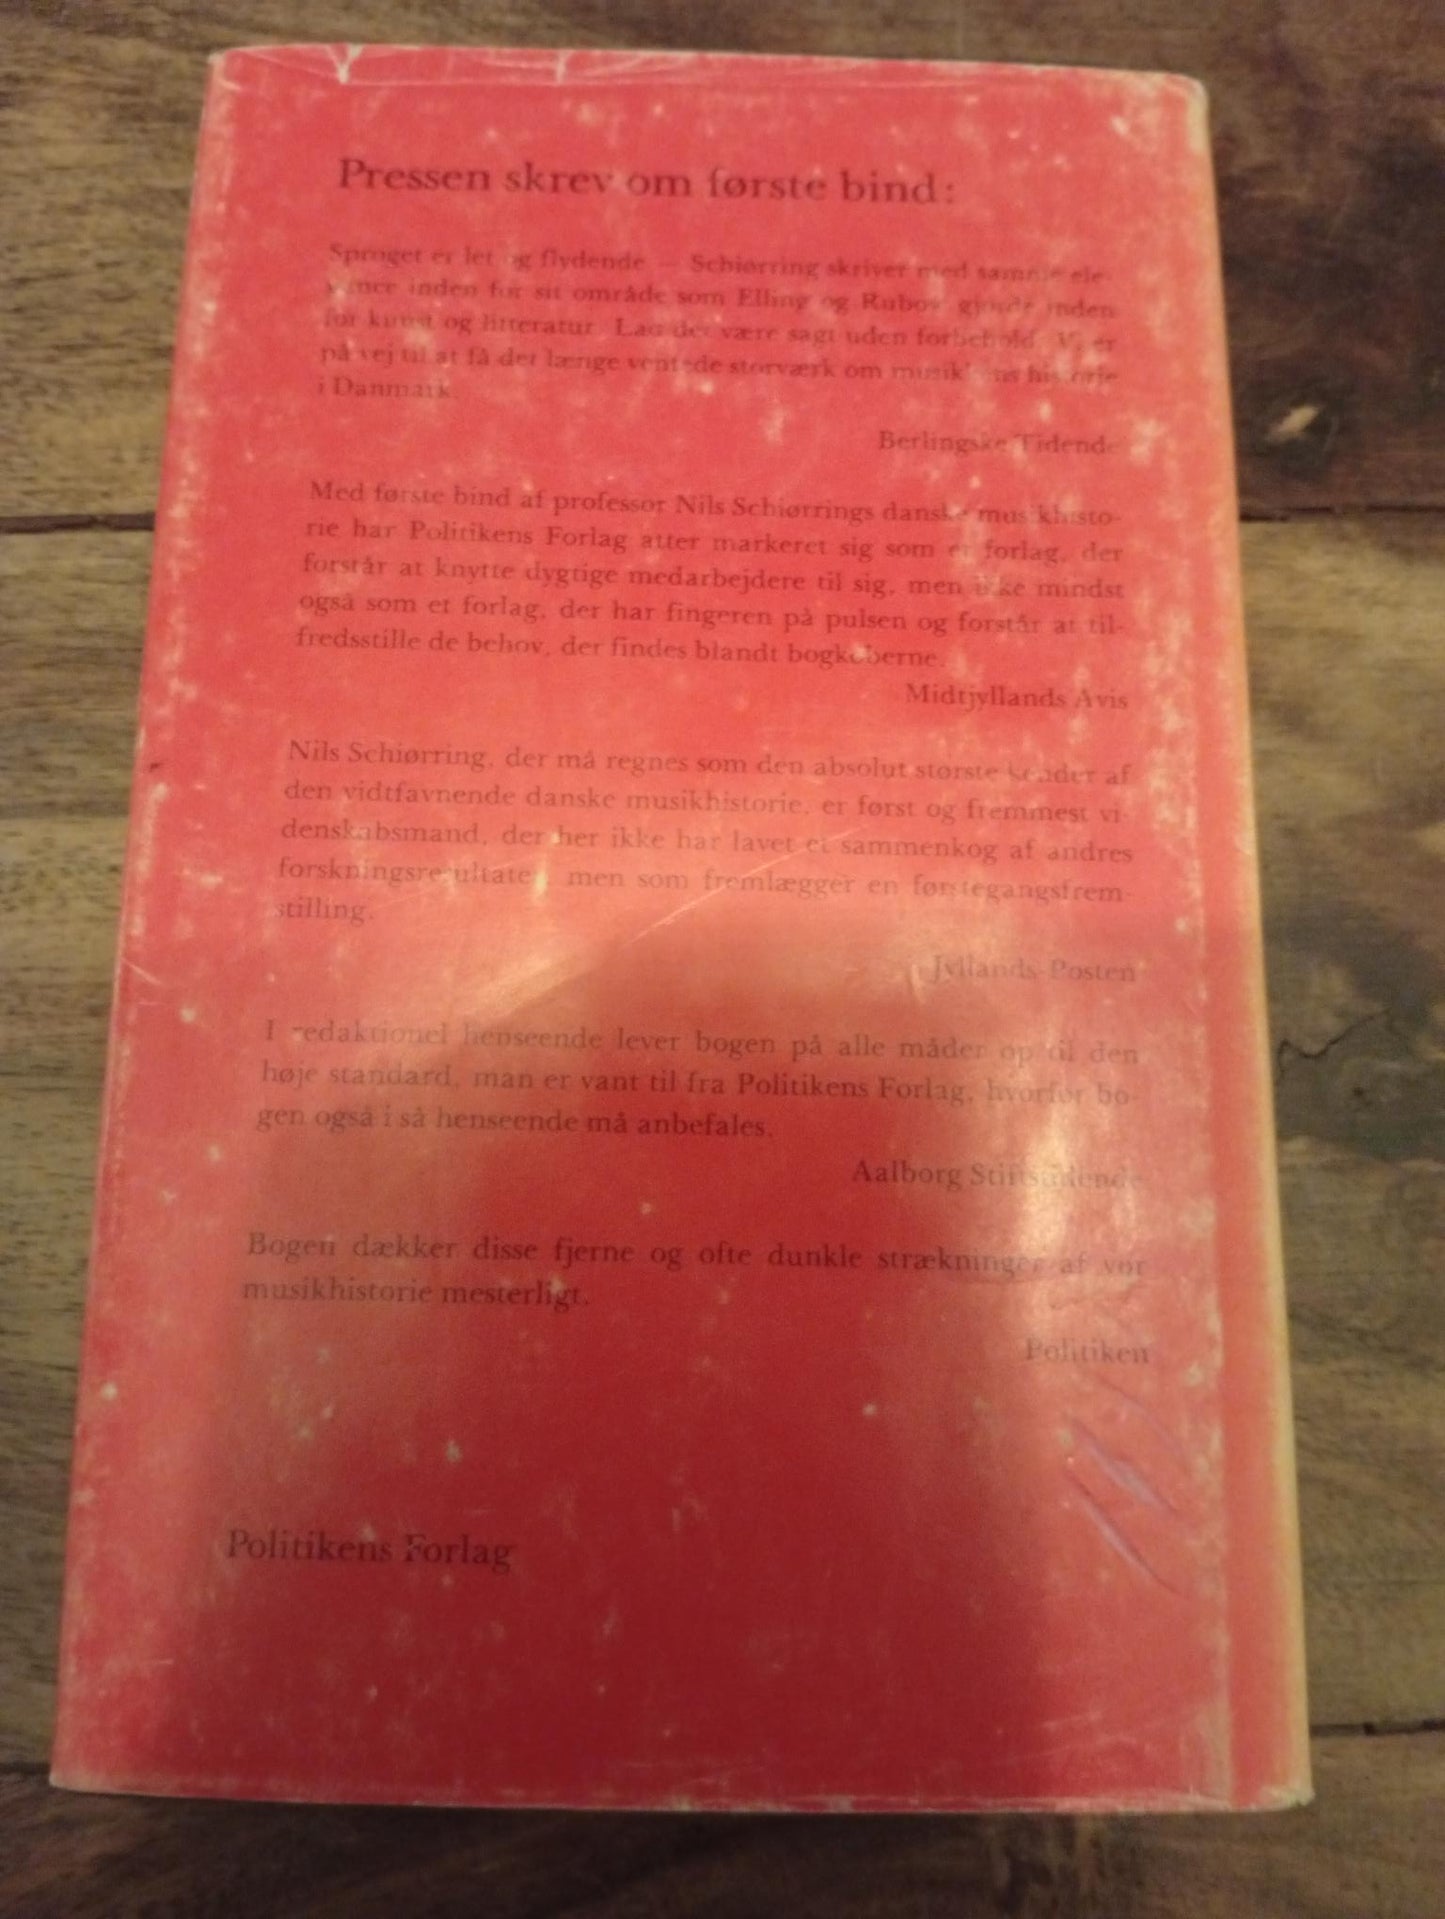 Pressen skrev om første bind:
Sproget er let og flydende – Schiørring skriver med samme ele-
gance inden for sit område som Elling og Rubow gjorde inden
for kunst og litteratur. Lad det være sagt uden forbehold. Vi er
på vej til at få det længe ventede storværk om musikkens historie
i Danmark.
Berlingske Tidende
Med første bind af professor Nils Schiørrings danske musikhisto-
rie har Politikens Forlag atter markeret sig som et forlag, der
forstår at knytte dygtige medarbejdere til sig, men ikke mindst
også som et forlag, der har fingeren på pulsen og forstår at til-
fredsstille de behov, der findes blandt bogkøberne.
Midtjyllands Avis
Nils Schiørring, der må regnes som den absolut største kender af
den vidtfavnende danske musikhistorie, er først og fremmest vi-
denskabsmand, der her ikke har lavet et sammenkog af andres
forskningsresultater, men som fremlægger en førstegangsfrem-
stilling.
Jyllands-Posten
I redaktionel henseende lever bogen på alle måder op til den
høje standard, man er vant til fra Politikens Forlag, hvorfor bo-
gen også i så henseende må anbefales.
Aalborg Stiftstidende
Bogen dækker disse fjerne og ofte dunkle strækninger af vor
musikhistorie mesterligt.
Politiken
Politikens Forlag